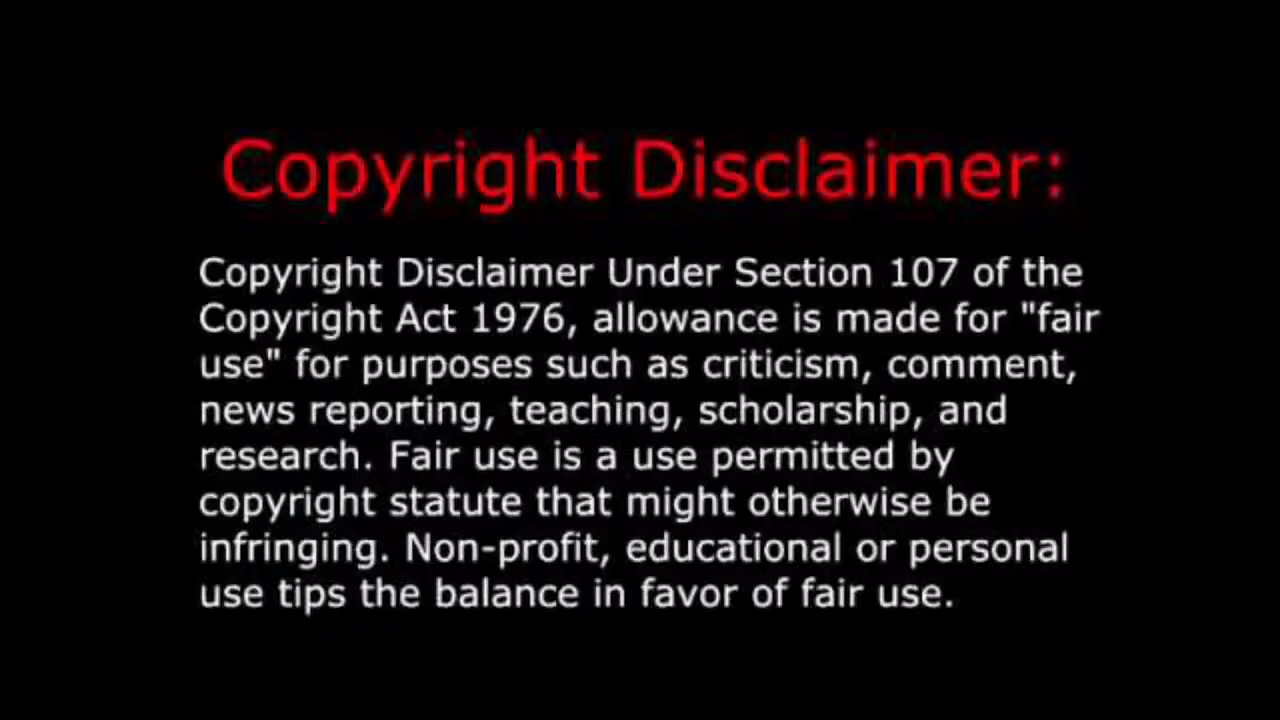 Copyright Disclaimer:
Copyright Disclaimer Under Section 107 of the
Copyright Act 1976, allowance is made for "fair
use" for purposes such as criticism, comment,
news reporting, teaching, scholarship, and
research. Fair use is a use permitted by
copyright statute that might otherwise be
infringing. Non-profit, educational or personal
use tips the balance in favor of fair use.